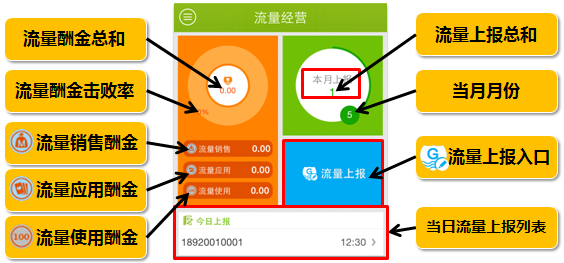 流量经营
流量酬金总和
流量酬金击败率
流量销售酬金
流量应用酬金
100
流量使用酬金
0.00
%
流量销售 0.00
流量应用 0.00
流量使用 0.00
本月上报
1
5
G 流量上报
今日上报
18920010001 12:30
流量上报总和
当月月份
G 流量上报入口
当日流量上报列表